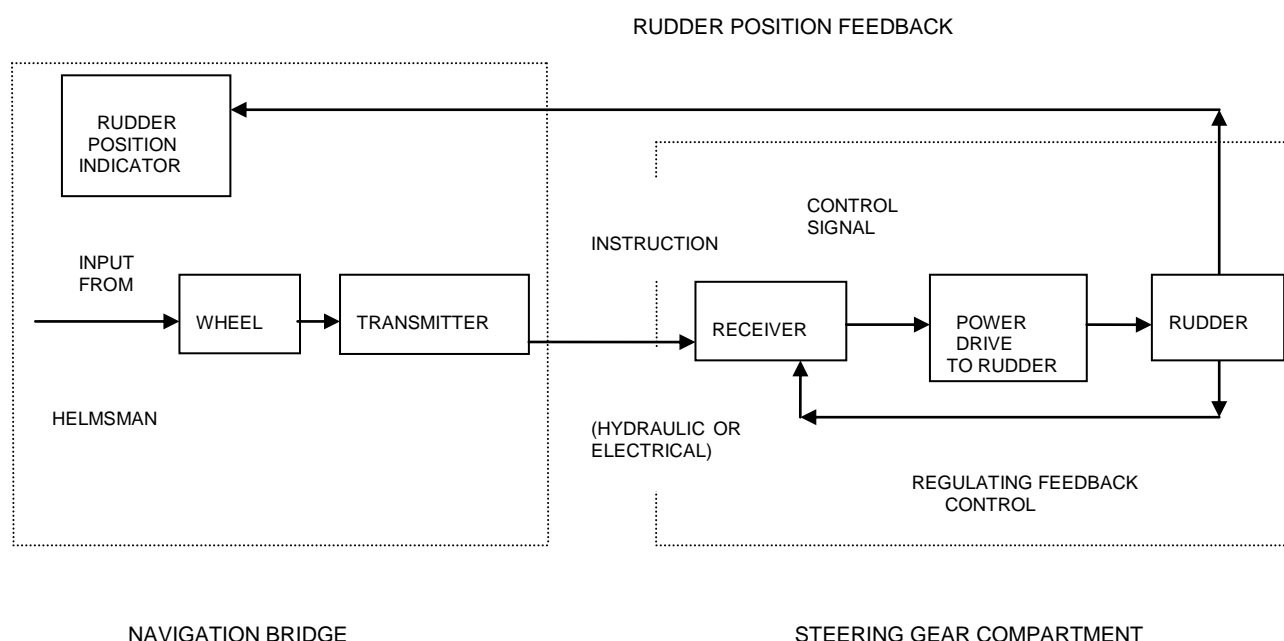 RUDDER POSITION FEEDBACK
RUDDER
POSITION
INDICATOR
CONTROL
SIGNAL
INSTRUCTION
INPUT
FROM
WHEEL
TRANSMITTER
RECEIVER
POWER
DRIVE
TO RUDDER
RUDDER
HELMSMAN
(HYDRAULIC OR
ELECTRICAL)
REGULATING FEEDBACK
CONTROL
NAVIGATION BRIDGE
STEERING GEAR COMPARTMENT